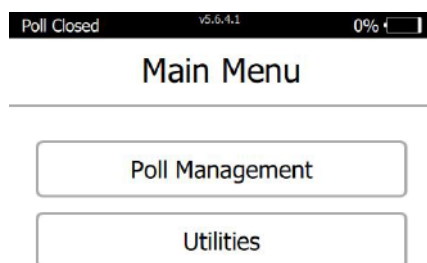 Poll Closed v5.6.4.1 0%
Main Menu
Poll Management
Utilities